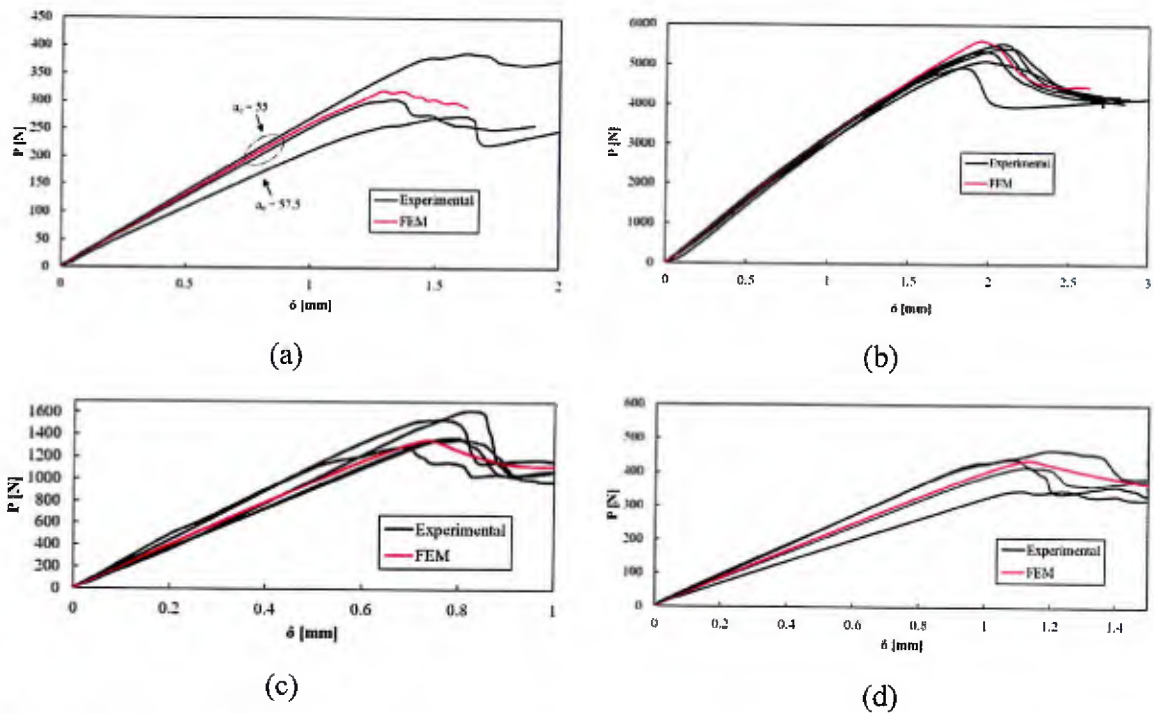 450
400
350
300
250
200
150
100
50
0
P [N]
a₀ = 55
a₀ = 57.5
Experimental
FEM
0 0.5 1 1.5 2
δ [mm]
(a)
6000
5000
4000
3000
2000
1000
0
P [N]
Experimental
FEM
0 0.5 1 1.5 2 2.5 3
δ [mm]
(b)
1600
1400
1200
1000
800
600
400
200
0
P [N]
Experimental
FEM
0 0.2 0.4 0.6 0.8 1
δ [mm]
(c)
600
500
400
300
200
100
0
P [N]
Experimental
FEM
0 0.2 0.4 0.6 0.8 1 1.2 1.4
δ [mm]
(d)